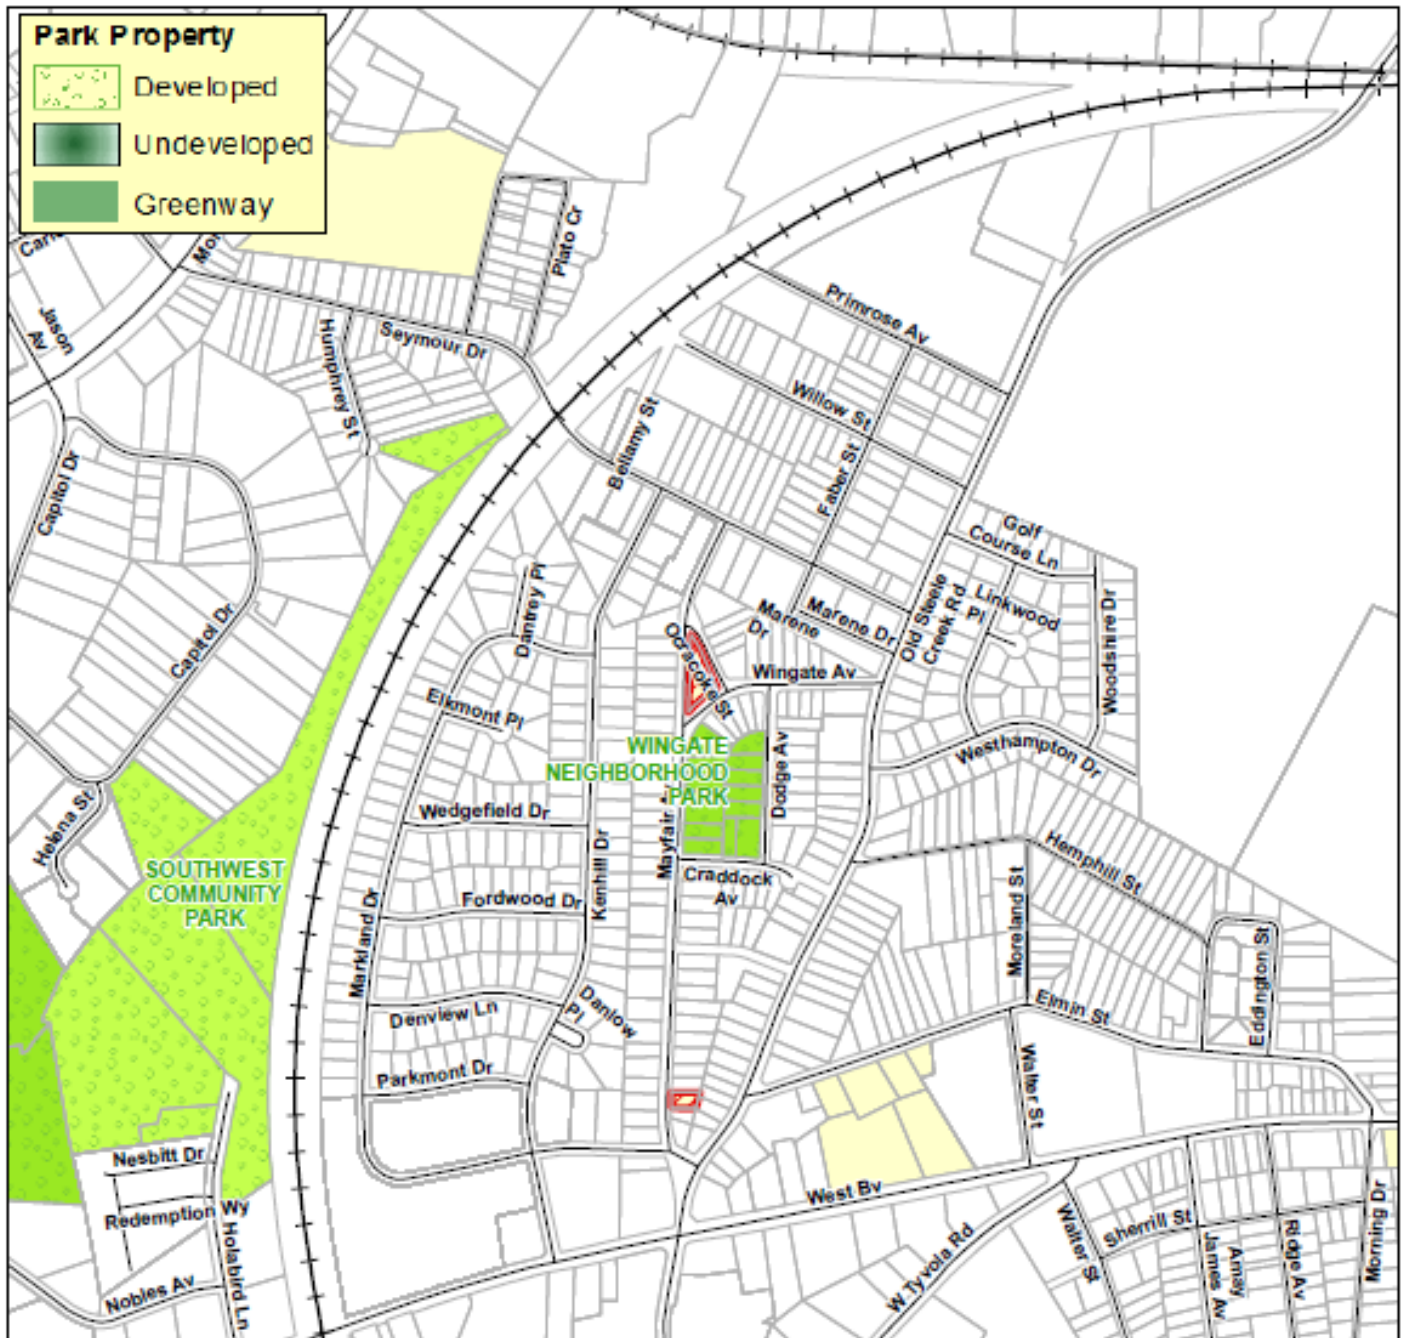 Park Property
Developed
Undeveloped
Greenway
Plato Cr
Jason
Av
Humphrey St
Seymour Dr
Primrose Av
Willow St
Bellamy St
Faber St
Capitol Dr
Golf
Course Ln
Linkwood
Pl
Woodshire Dr
Old Steele
Creek Rd
Marene
Dr
Marene Dr
Dantrey Pl
Capitol Dr
Ocracoke St
Wingate Av
Elkmont Pl
WINGATE
NEIGHBORHOOD
PARK
Dodge Av
Westhampton Dr
Helena St
Wedgefield Dr
Mayfair
Kenhill Dr
Craddock
Av
Hemphill St
SOUTHWEST
COMMUNITY
PARK
Fordwood Dr
Markland Dr
Moreland St
Eddington St
Denview Ln
Danlow
Pl
Elmin St
Parkmont Dr
Walter St
Nesbitt Dr
Redemption Wy
West Bv
Nobles Av
Holabird Ln
W Tyvola Rd
Walter St
Sherrill St
James Av
Amay
Ridge Av
Morning Dr